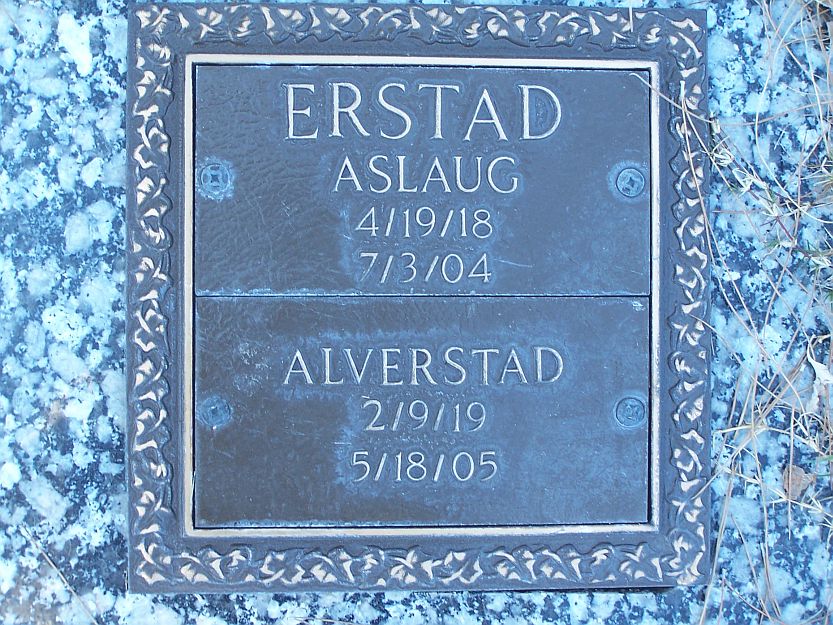 ERSTAD
ASLAUG
4/19/18
7/3/04
ALVERSTAD
2/9/19
5/18/05